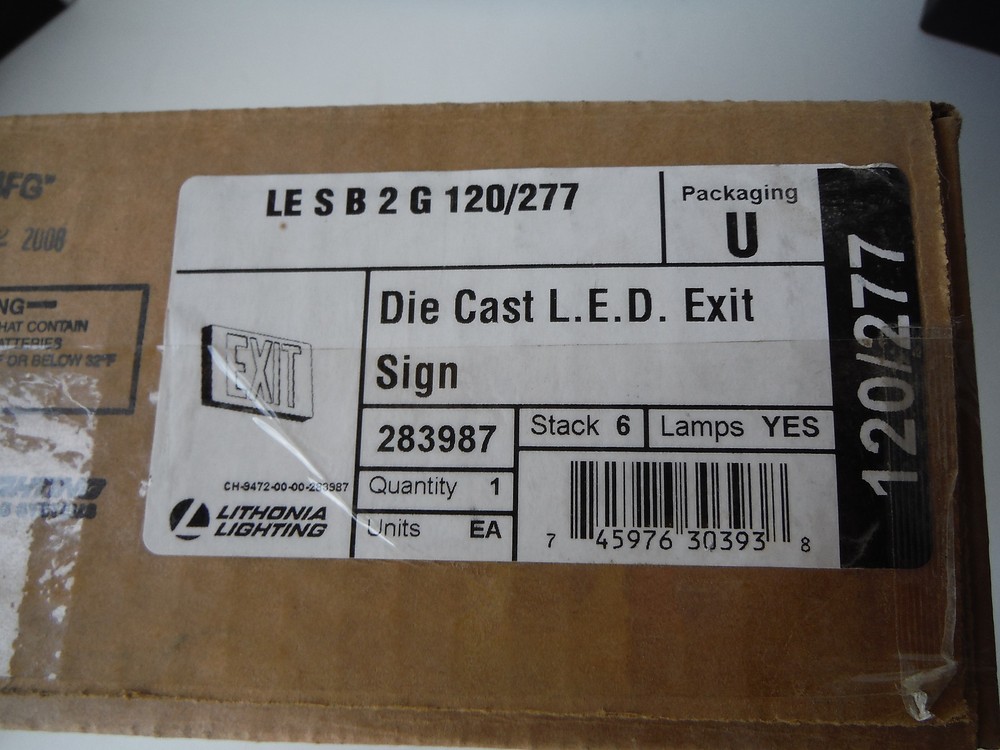 LE S B 2 G 120/277
Packaging
U
120/277
Die Cast L.E.D. Exit
Sign
EXIT
283987
Stack 6
Lamps YES
Quantity 1
Units EA
CH-9472-00-00-283987
LITHONIA
LIGHTING
7 45976 30393 8
2008
HAT CONTAIN
F OR BELOW 32°F